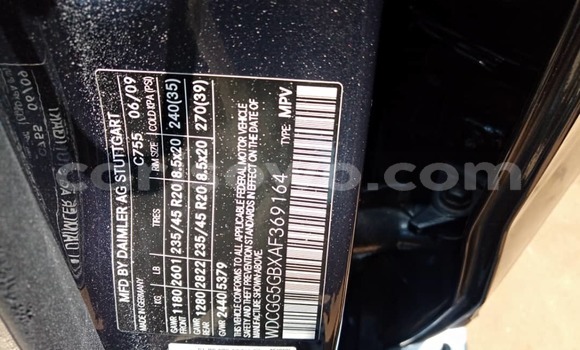 MFD BY DAIMLER AG STUTTGART
MADE IN GERMANY C755 06/09
KG LB TIRES RIM SIZE COLD KPA (PSI)
GAWR FRONT 1180 2601 235/45 R20 8.5x20 240(35)
GAWR REAR 1280 2822 235/45 R20 8.5x20 270(39)
GVWR 2440 5379
THIS VEHICLE CONFORMS TO ALL APPLICABLE FEDERAL MOTOR VEHICLE
SAFETY AND THEFT PREVENTION STANDARDS IN EFFECT ON THE DATE OF
MANUFACTURE SHOWN ABOVE.
WDCGG5GBXAF369164 TYPE: MPV